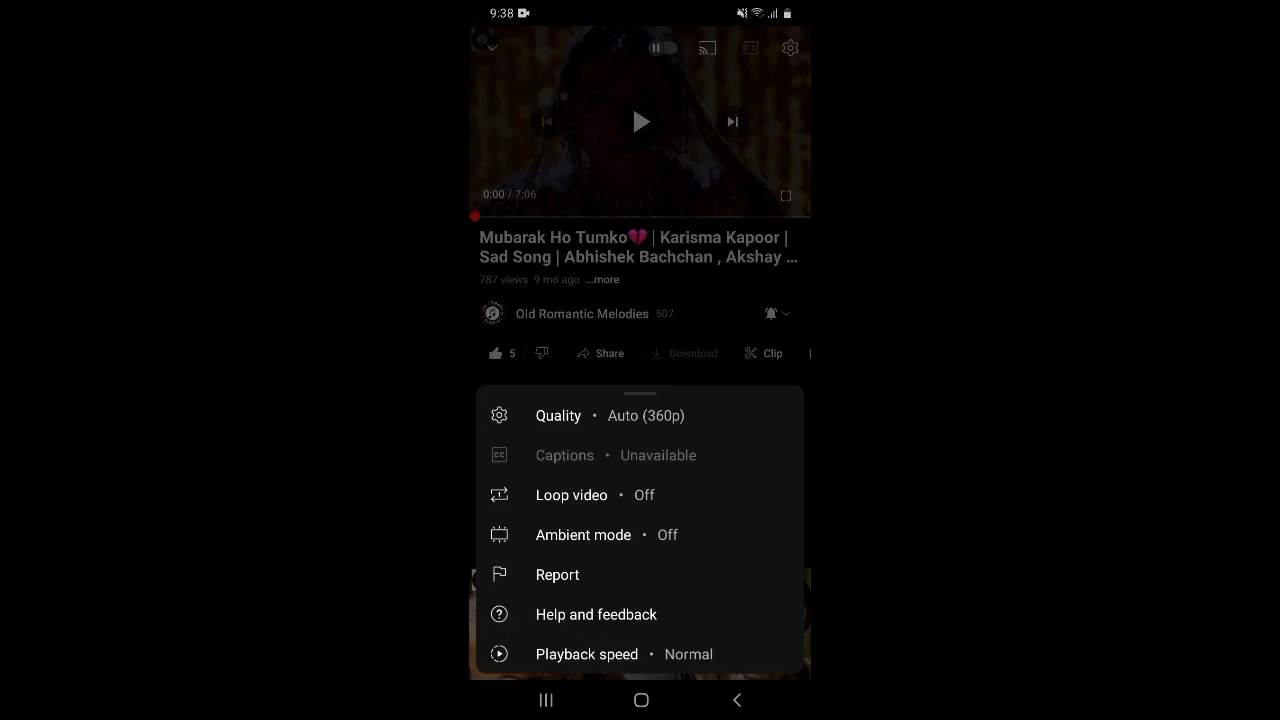 9:38
0:00 / 7:06
Mubarak Ho Tumko💔 | Karisma Kapoor |
Sad Song | Abhishek Bachchan , Akshay ...
787 views 9 mo ago ...more
Old Romantic Melodies 507
5 Share Download Clip
Quality • Auto (360p)
CC Captions • Unavailable
Loop video • Off
Ambient mode • Off
Report
Help and feedback
Playback speed • Normal